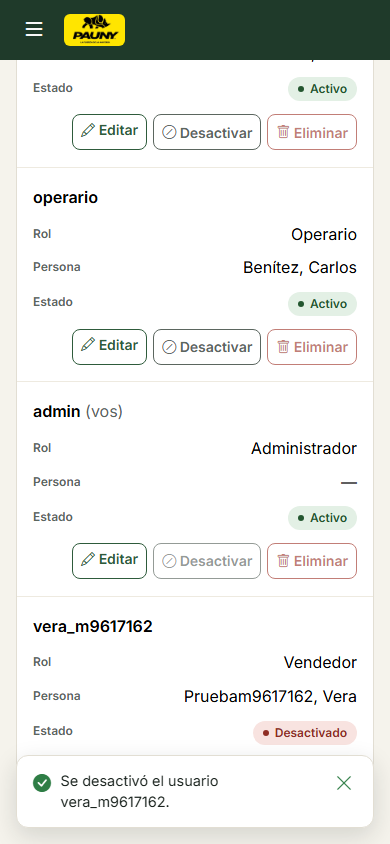 PAUNY
Estado
Activo
Editar
Desactivar
Eliminar
operario
Rol
Operario
Persona
Benítez, Carlos
Estado
Activo
Editar
Desactivar
Eliminar
admin (vos)
Rol
Administrador
Persona
—
Estado
Activo
Editar
Desactivar
Eliminar
vera_m9617162
Rol
Vendedor
Persona
Pruebam9617162, Vera
Estado
Desactivado
Se desactivó el usuario
vera_m9617162.